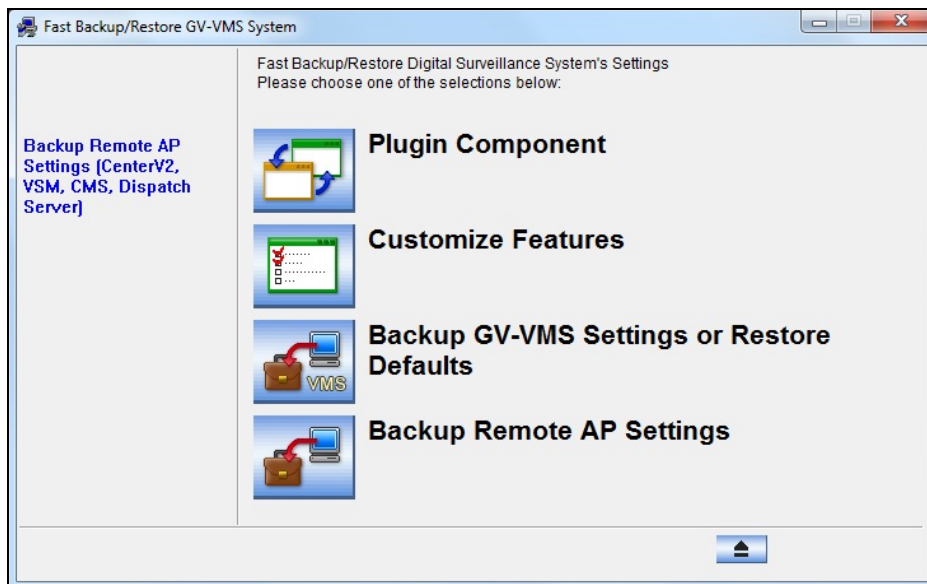 Fast Backup/Restore GV-VMS System
Fast Backup/Restore Digital Surveillance System's Settings
Please choose one of the selections below:
Backup Remote AP
Settings (CenterV2,
VSM, CMS, Dispatch
Server)
Plugin Component
Customize Features
Backup GV-VMS Settings or Restore
Defaults
VMS
Backup Remote AP Settings